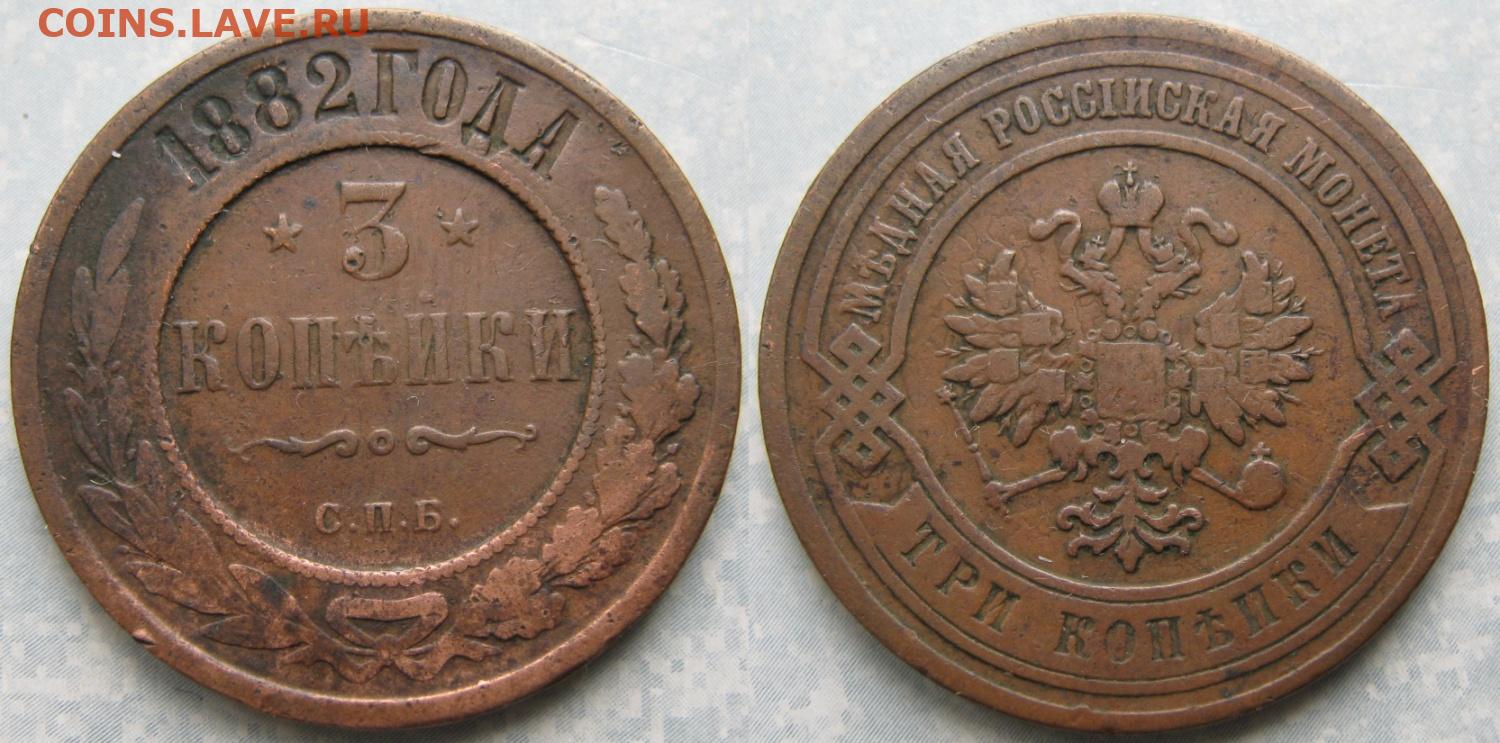 COINS.LAVE.RU
1882 ГОДА
3
КОПѢЙКИ
С.П.Б.
МѢДНАЯ РОССIЙСКАЯ МОНЕТА
ТРИ КОПѢЙКИ